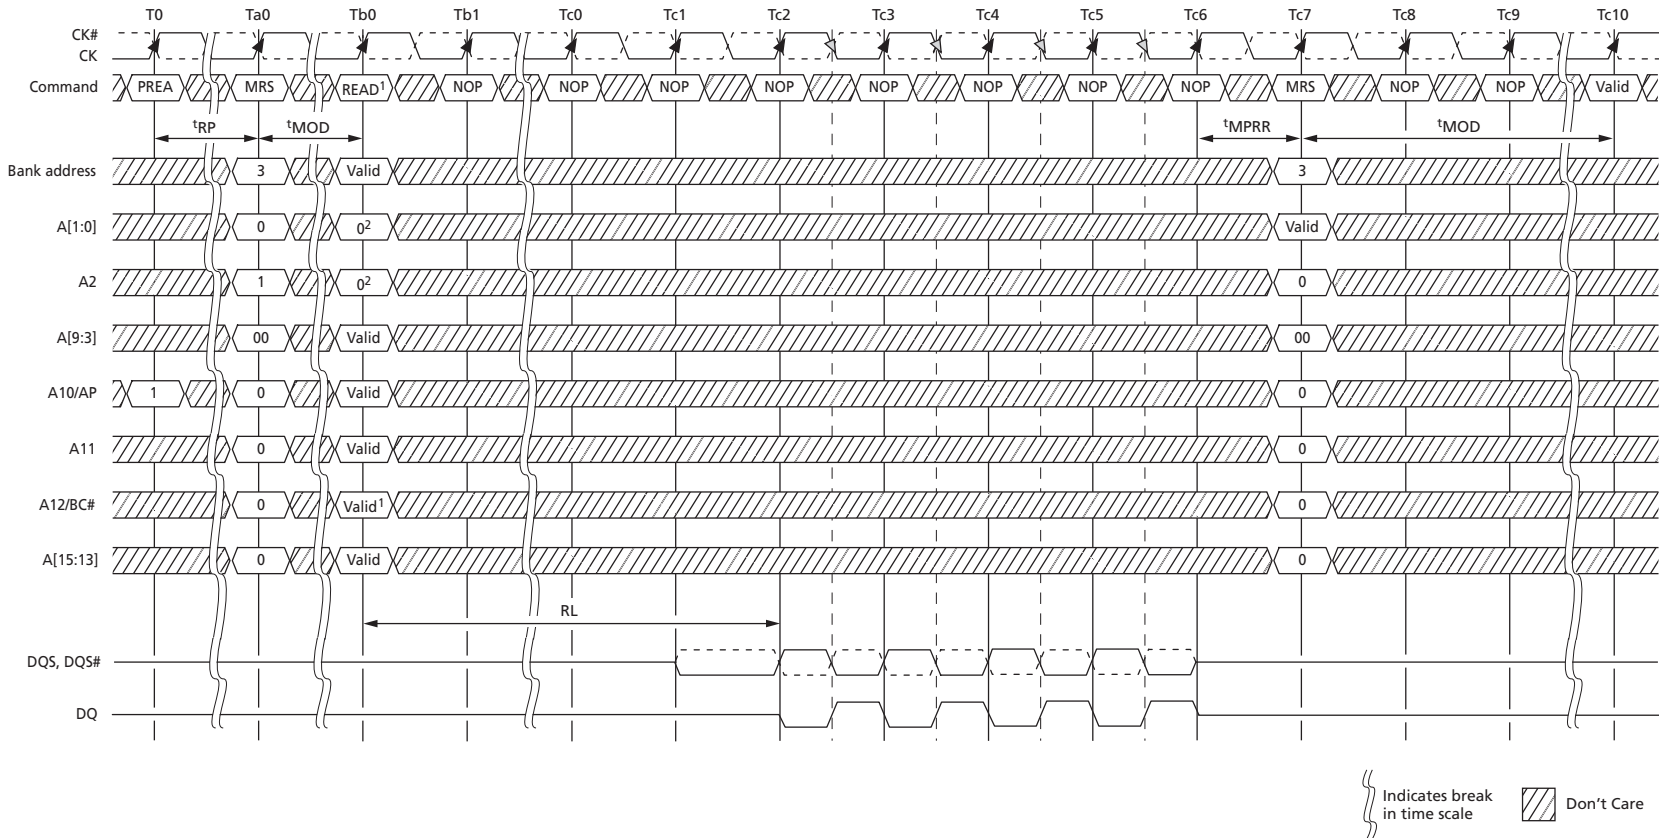 T0 Ta0 Tb0 Tb1 Tc0 Tc1 Tc2 Tc3 Tc4 Tc5 Tc6 Tc7 Tc8 Tc9 Tc10
CK#
CK
Command PREA MRS READ¹ NOP NOP NOP NOP NOP NOP NOP NOP MRS NOP NOP Valid
tRP tMOD tMPRR tMOD
Bank address 3 Valid 3
A[1:0] 0 0² Valid
A2 1 0² 0
A[9:3] 00 Valid 00
A10/AP 1 0 Valid 0
A11 0 Valid 0
A12/BC# 0 Valid¹ 0
A[15:13] 0 Valid 0
RL
DQS, DQS#
DQ
Indicates break
in time scale
Don't Care